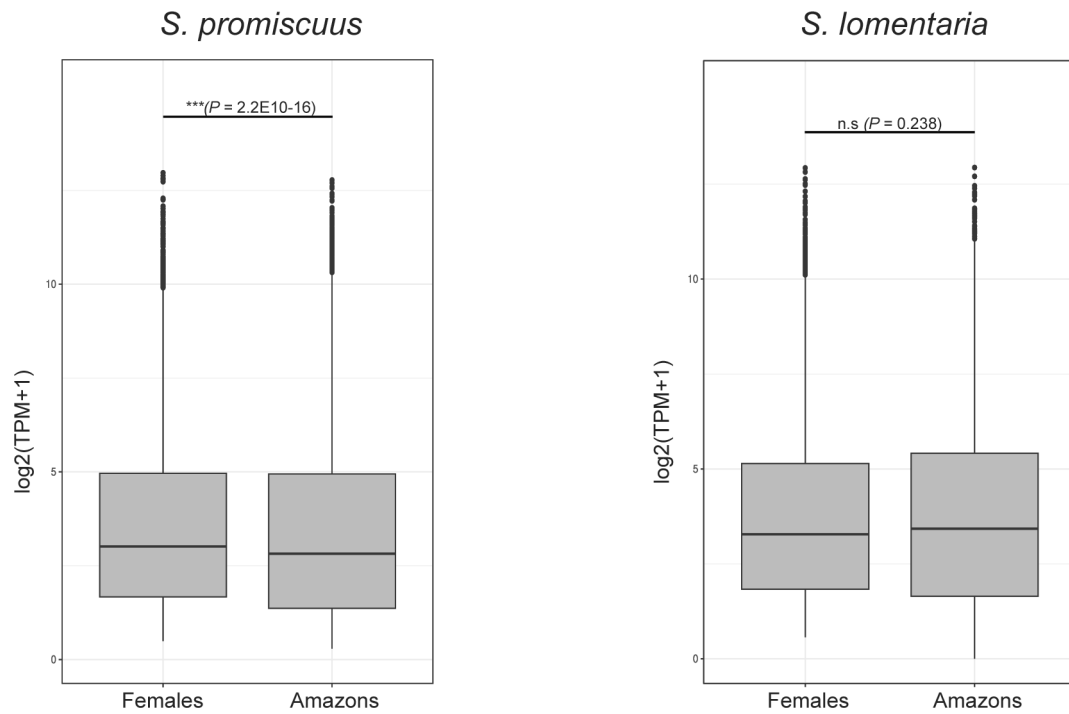 S. promiscuus
***(P = 2.2E10-16)
10
5
0
log2(TPM+1)
Females Amazons
S. lomentaria
n.s (P = 0.238)
10
5
0
log2(TPM+1)
Females Amazons